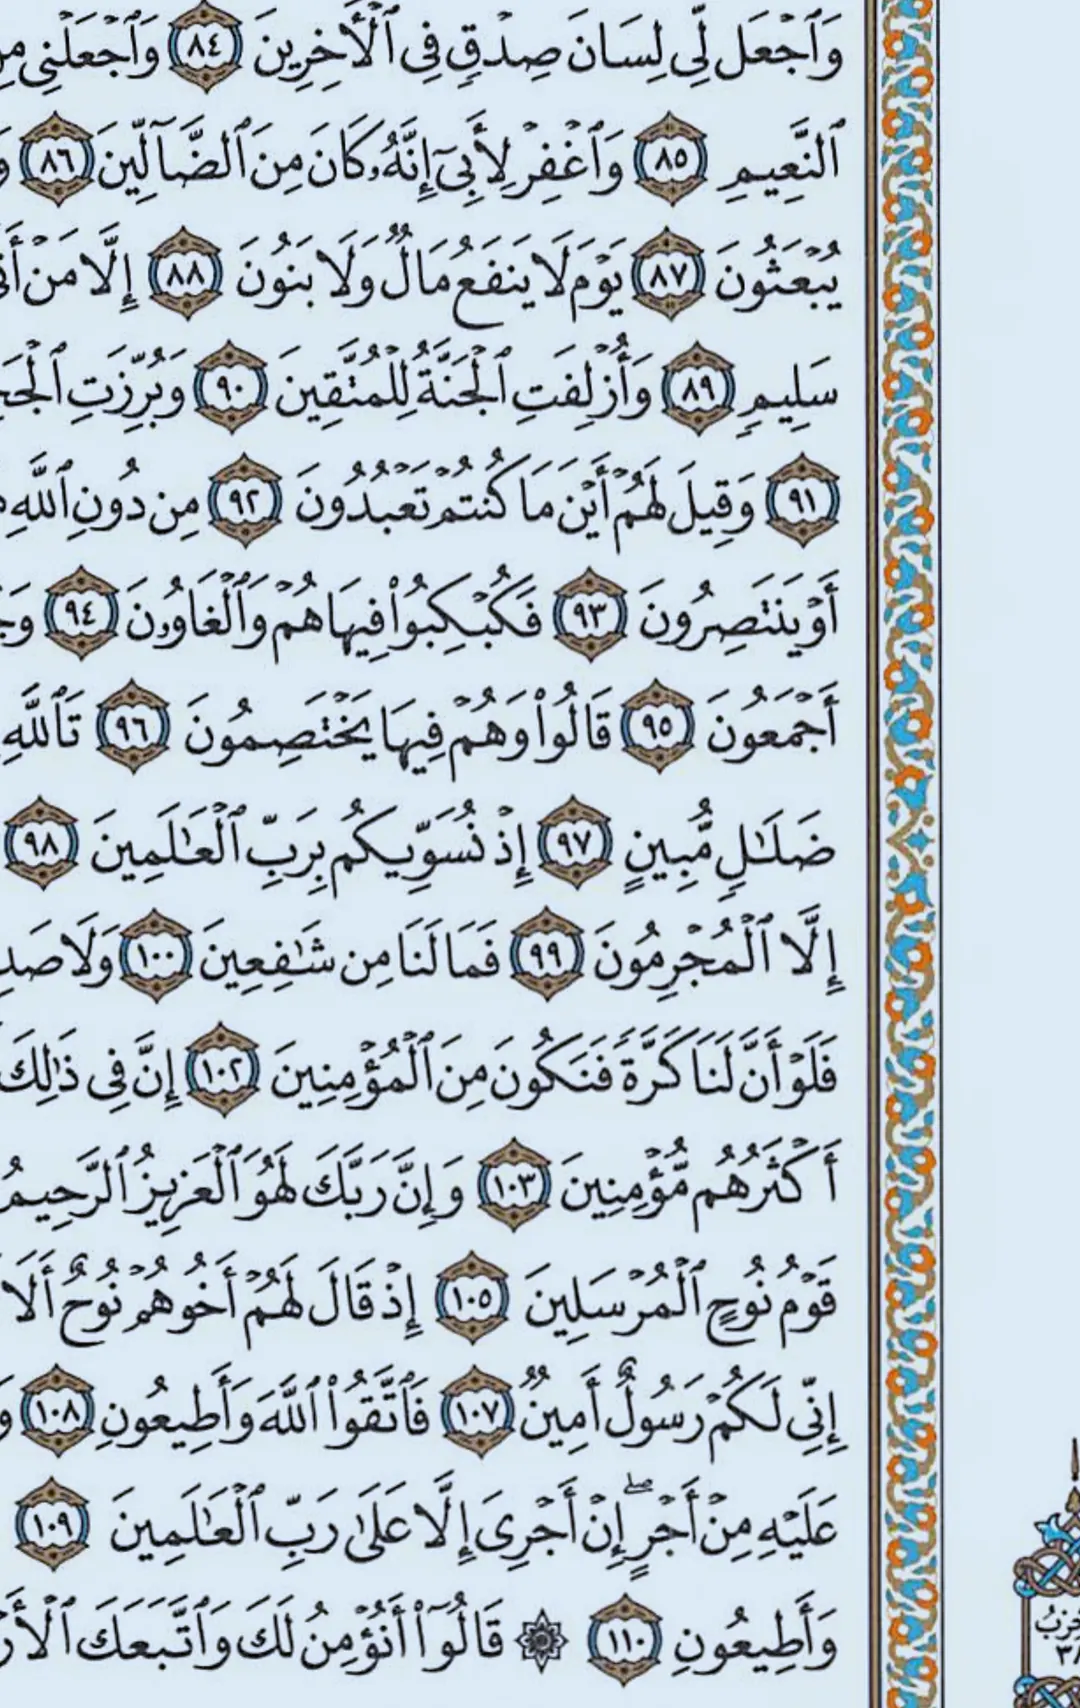 وَٱجۡعَل لِّي لِسَانَ صِدۡقٖ فِي ٱلۡأٓخِرِينَ ٨٤ وَٱجۡعَلۡنِي
ٱلنَّعِيمِ ٨٥ وَٱغۡفِرۡ لِأَبِيٓ إِنَّهُۥ كَانَ مِنَ ٱلضَّآلِّينَ ٨٦
يُبۡعَثُونَ ٨٧ يَوۡمَ لَا يَنفَعُ مَالٞ وَلَا بَنُونَ ٨٨ إِلَّا مَنۡ
سَلِيمٖ ٨٩ وَأُزۡلِفَتِ ٱلۡجَنَّةُ لِلۡمُتَّقِينَ ٩٠ وَبُرِّزَتِ
٩١ وَقِيلَ لَهُمۡ أَيۡنَ مَا كُنتُمۡ تَعۡبُدُونَ ٩٢ مِن دُونِ ٱللَّهِ
أَوۡ يَنتَصِرُونَ ٩٣ فَكُبۡكِبُواْ فِيهَا هُمۡ وَٱلۡغَاوُۥنَ ٩٤
أَجۡمَعُونَ ٩٥ قَالُواْ وَهُمۡ فِيهَا يَخۡتَصِمُونَ ٩٦ تَٱللَّهِ
ضَلَٰلٖ مُّبِينٍ ٩٧ إِذۡ نُسَوِّيكُم بِرَبِّ ٱلۡعَٰلَمِينَ ٩٨
إِلَّا ٱلۡمُجۡرِمُونَ ٩٩ فَمَا لَنَا مِن شَٰفِعِينَ ١٠٠ وَلَا
فَلَوۡ أَنَّ لَنَا كَرَّةٗ فَنَكُونَ مِنَ ٱلۡمُؤۡمِنِينَ ١٠٢ إِنَّ فِي ذَٰلِكَ
أَكۡثَرُهُم مُّؤۡمِنِينَ ١٠٣ وَإِنَّ رَبَّكَ لَهُوَ ٱلۡعَزِيزُ ٱلرَّحِيمُ
قَوۡمُ نُوحٍ ٱلۡمُرۡسَلِينَ ١٠٥ إِذۡ قَالَ لَهُمۡ أَخُوهُمۡ نُوحٌ أَلَا
إِنِّي لَكُمۡ رَسُولٌ أَمِينٞ ١٠٧ فَٱتَّقُواْ ٱللَّهَ وَأَطِيعُونِ ١٠٨
عَلَيۡهِ مِنۡ أَجۡرٍۖ إِنۡ أَجۡرِيَ إِلَّا عَلَىٰ رَبِّ ٱلۡعَٰلَمِينَ ١٠٩
وَأَطِيعُونِ ١١٠ ۞ قَالُوٓاْ أَنُؤۡمِنُ لَكَ وَٱتَّبَعَكَ